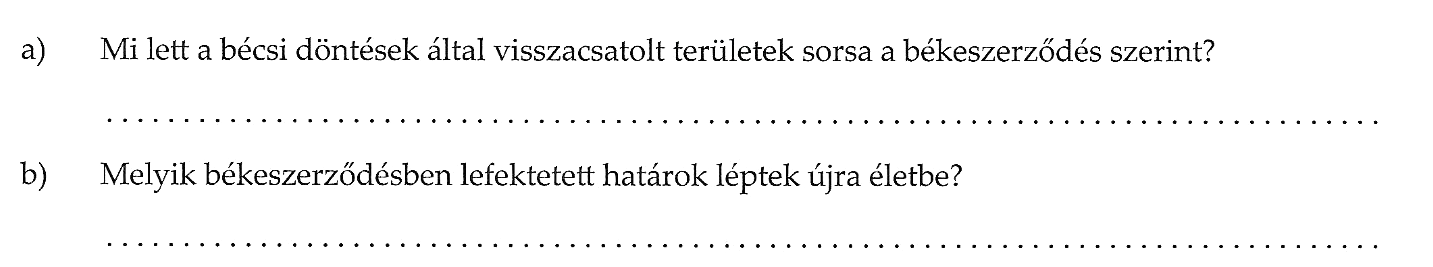 a) Mi lett a bécsi döntések által visszacsatolt területek sorsa a békeszerződés szerint?
................................................................................
b) Melyik békeszerződésben lefektetett határok léptek újra életbe?
................................................................................